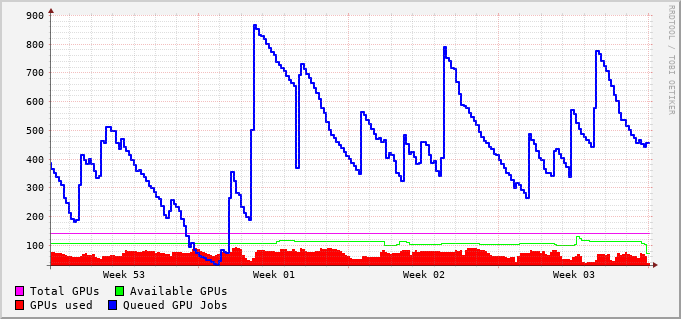 900
800
700
600
500
400
300
200
100
Week 53 Week 01 Week 02 Week 03
Total GPUs Available GPUs
GPUs used Queued GPU Jobs
RRDTOOL / TOBI OETIKER